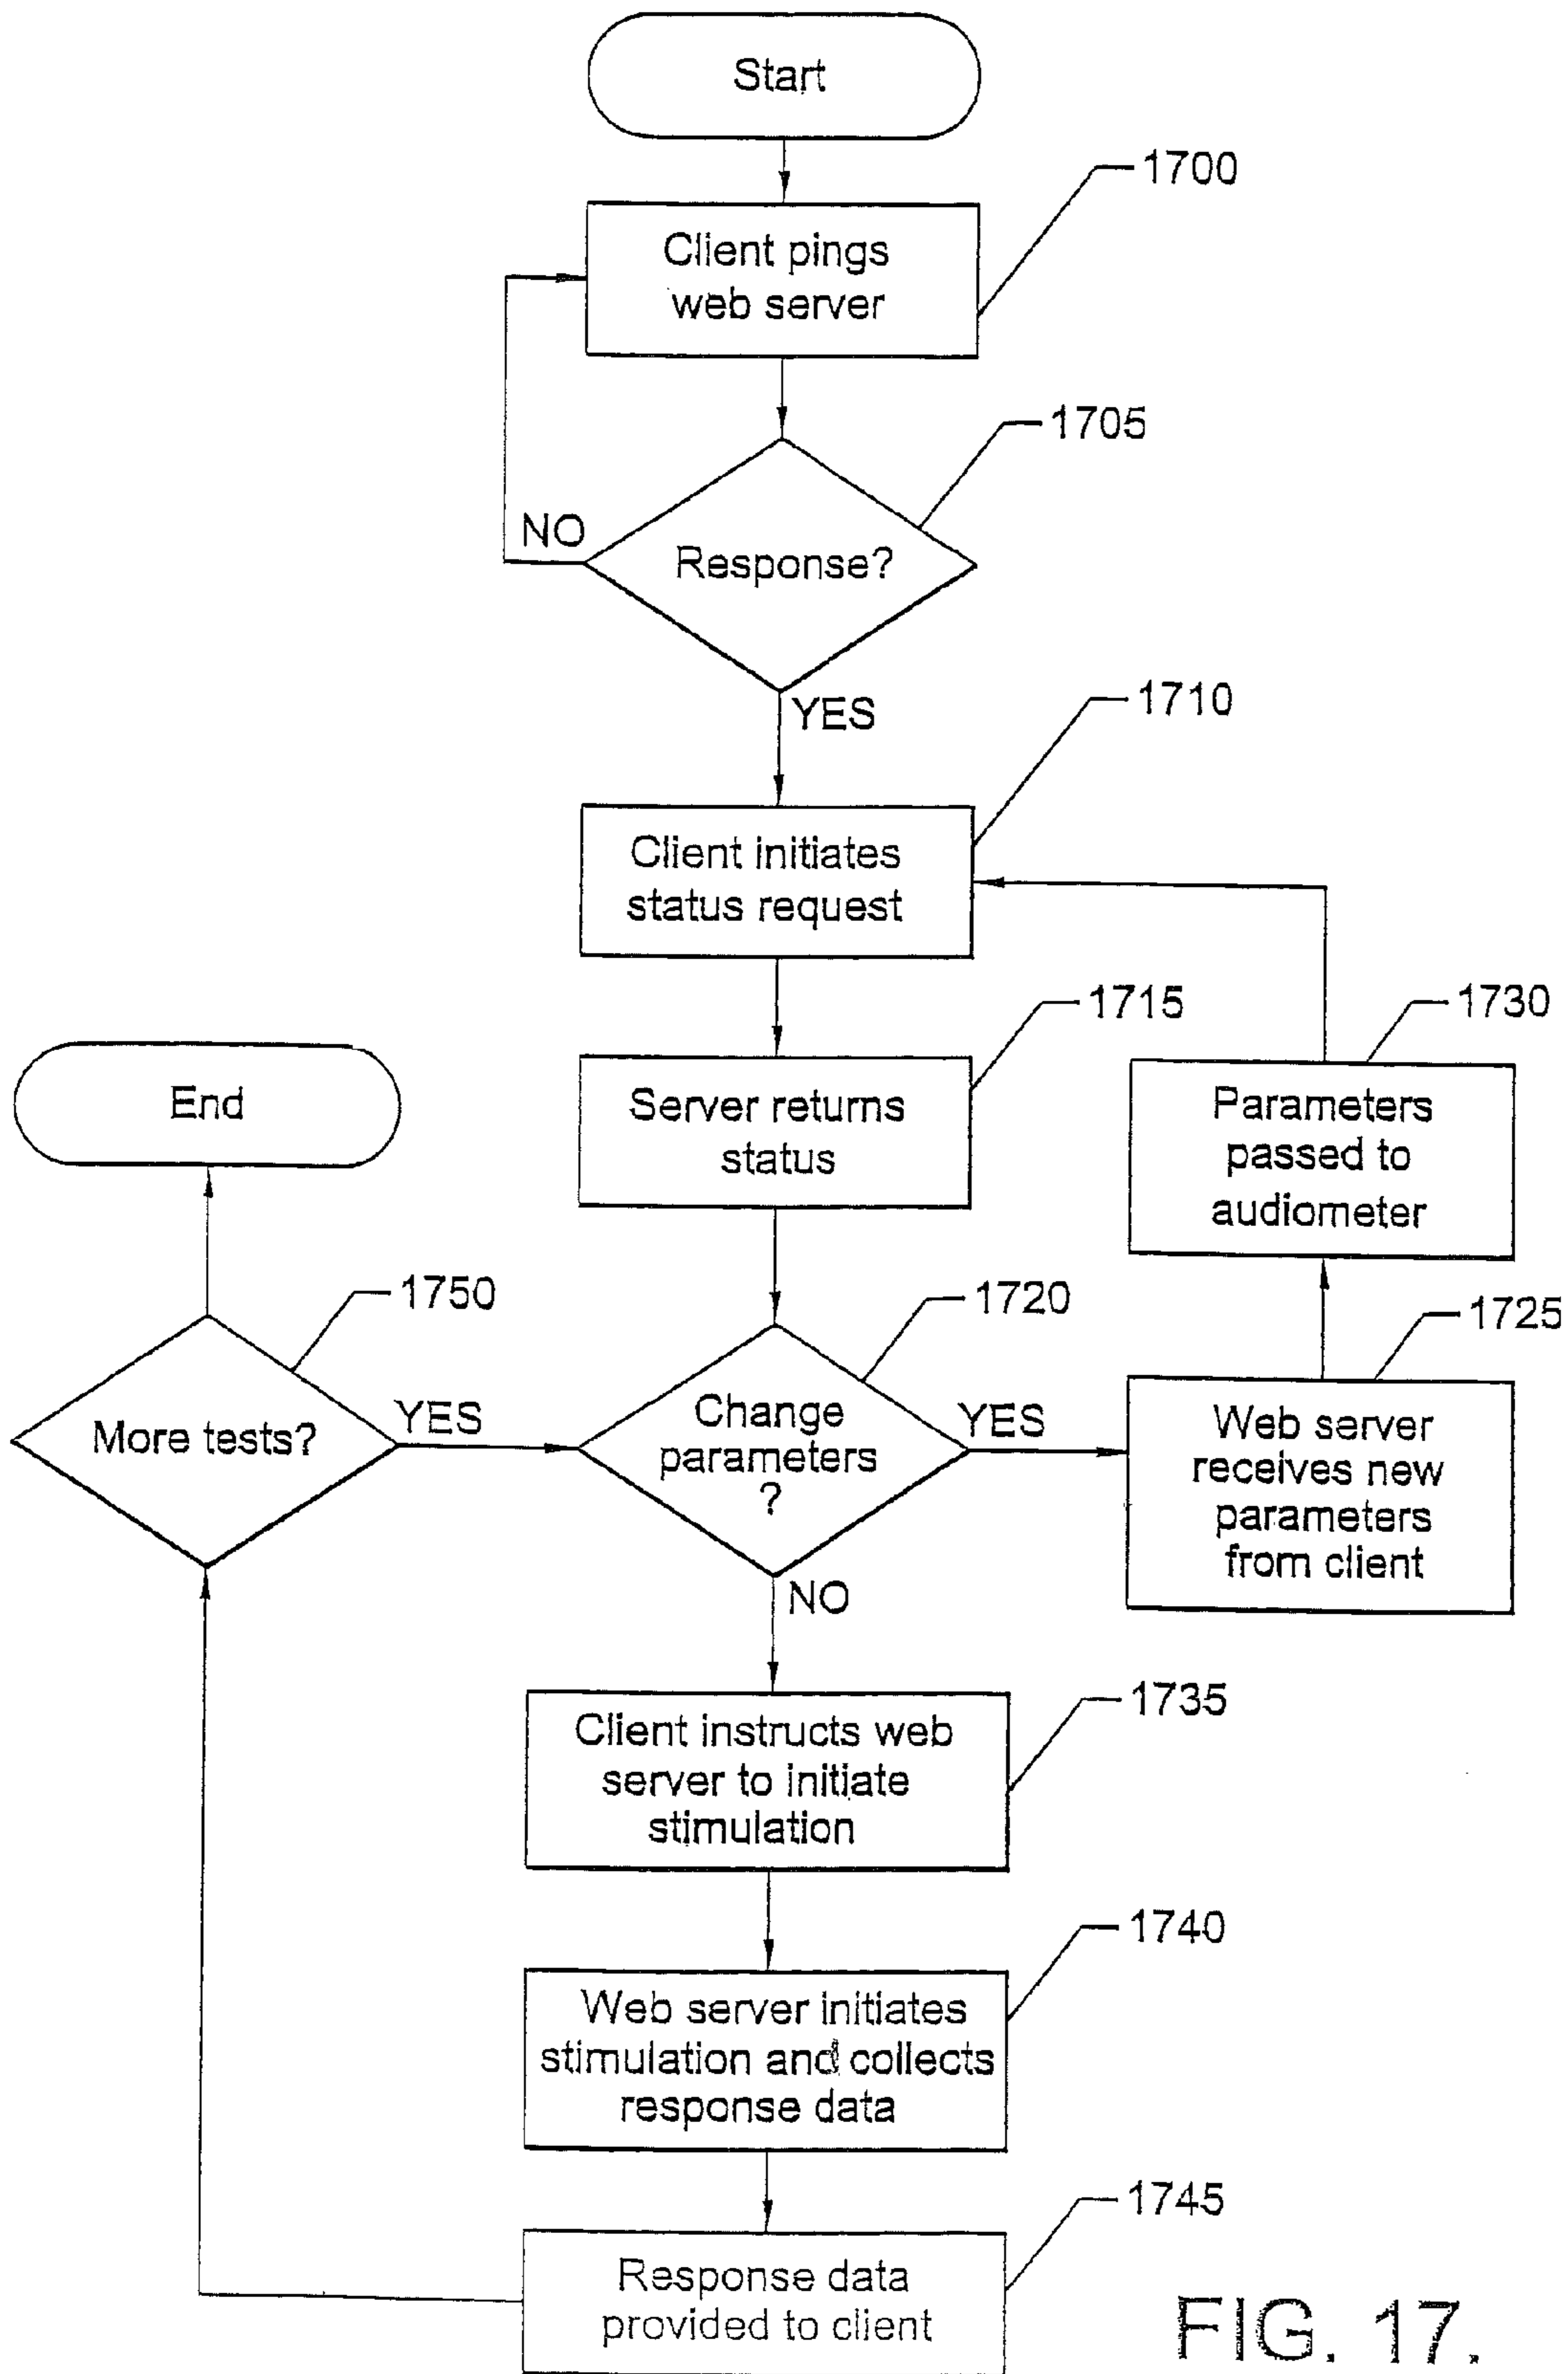 Start
1700
Client pings
web server
1705
NO
Response?
YES
1710
Client initiates
status request
1715
1730
End
Server returns
status
Parameters
passed to
audiometer
1750
1720
1725
More tests?
YES
Change
parameters
?
YES
Web server
receives new
parameters
from client
NO
1735
Client instructs web
server to initiate
stimulation
1740
Web server initiates
stimulation and collects
response data
1745
Response data
provided to client
FIG. 17.